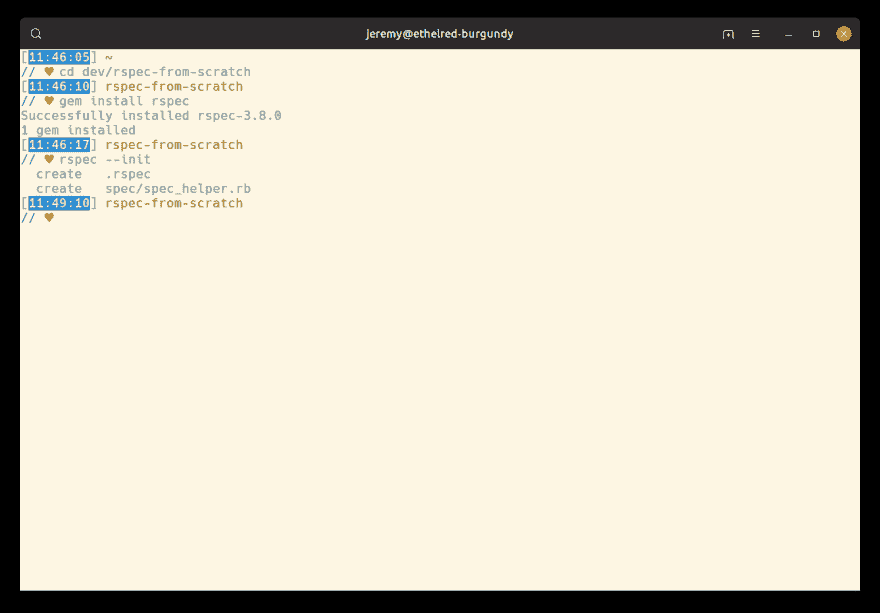 jeremy@ethelred-burgundy
[11:46:05] ~
// ♥ cd dev/rspec-from-scratch
[11:46:10] rspec-from-scratch
// ♥ gem install rspec
Successfully installed rspec-3.8.0
1 gem installed
[11:46:17] rspec-from-scratch
// ♥ rspec --init
  create   .rspec
  create   spec/spec_helper.rb
[11:49:10] rspec-from-scratch
// ♥